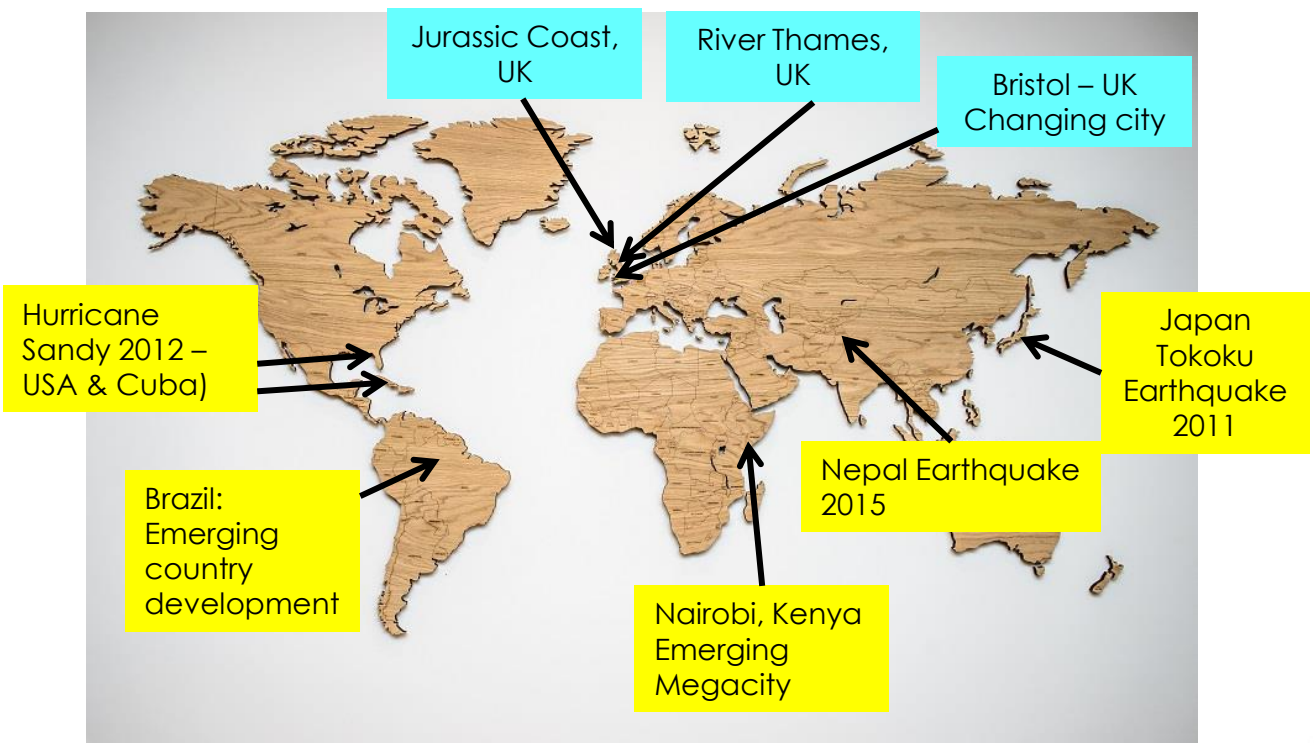 Jurassic Coast,
UK
River Thames,
UK
Bristol – UK
Changing city
Hurricane
Sandy 2012 –
USA & Cuba)
Japan
Tokoku
Earthquake
2011
Nepal Earthquake
2015
Brazil:
Emerging
country
development
Nairobi, Kenya
Emerging
Megacity